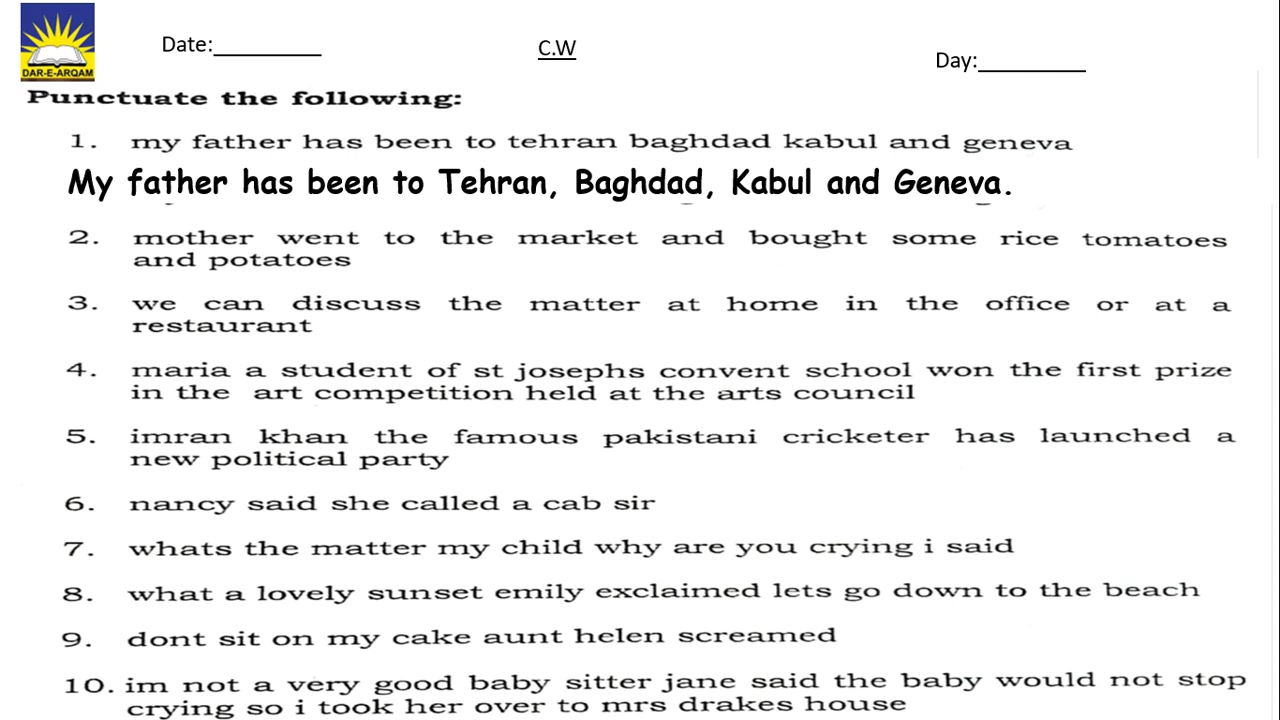 DAR-E-ARQAM
Date:_________
C.W
Day:_________
Punctuate the following:
1. my father has been to tehran baghdad kabul and geneva
My father has been to Tehran, Baghdad, Kabul and Geneva.
2. mother went to the market and bought some rice tomatoes
and potatoes
3. we can discuss the matter at home in the office or at a
restaurant
4. maria a student of st josephs convent school won the first prize
in the art competition held at the arts council
5. imran khan the famous pakistani cricketer has launched a
new political party
6. nancy said she called a cab sir
7. whats the matter my child why are you crying i said
8. what a lovely sunset emily exclaimed lets go down to the beach
9. dont sit on my cake aunt helen screamed
10. im not a very good baby sitter jane said the baby would not stop
crying so i took her over to mrs drakes house